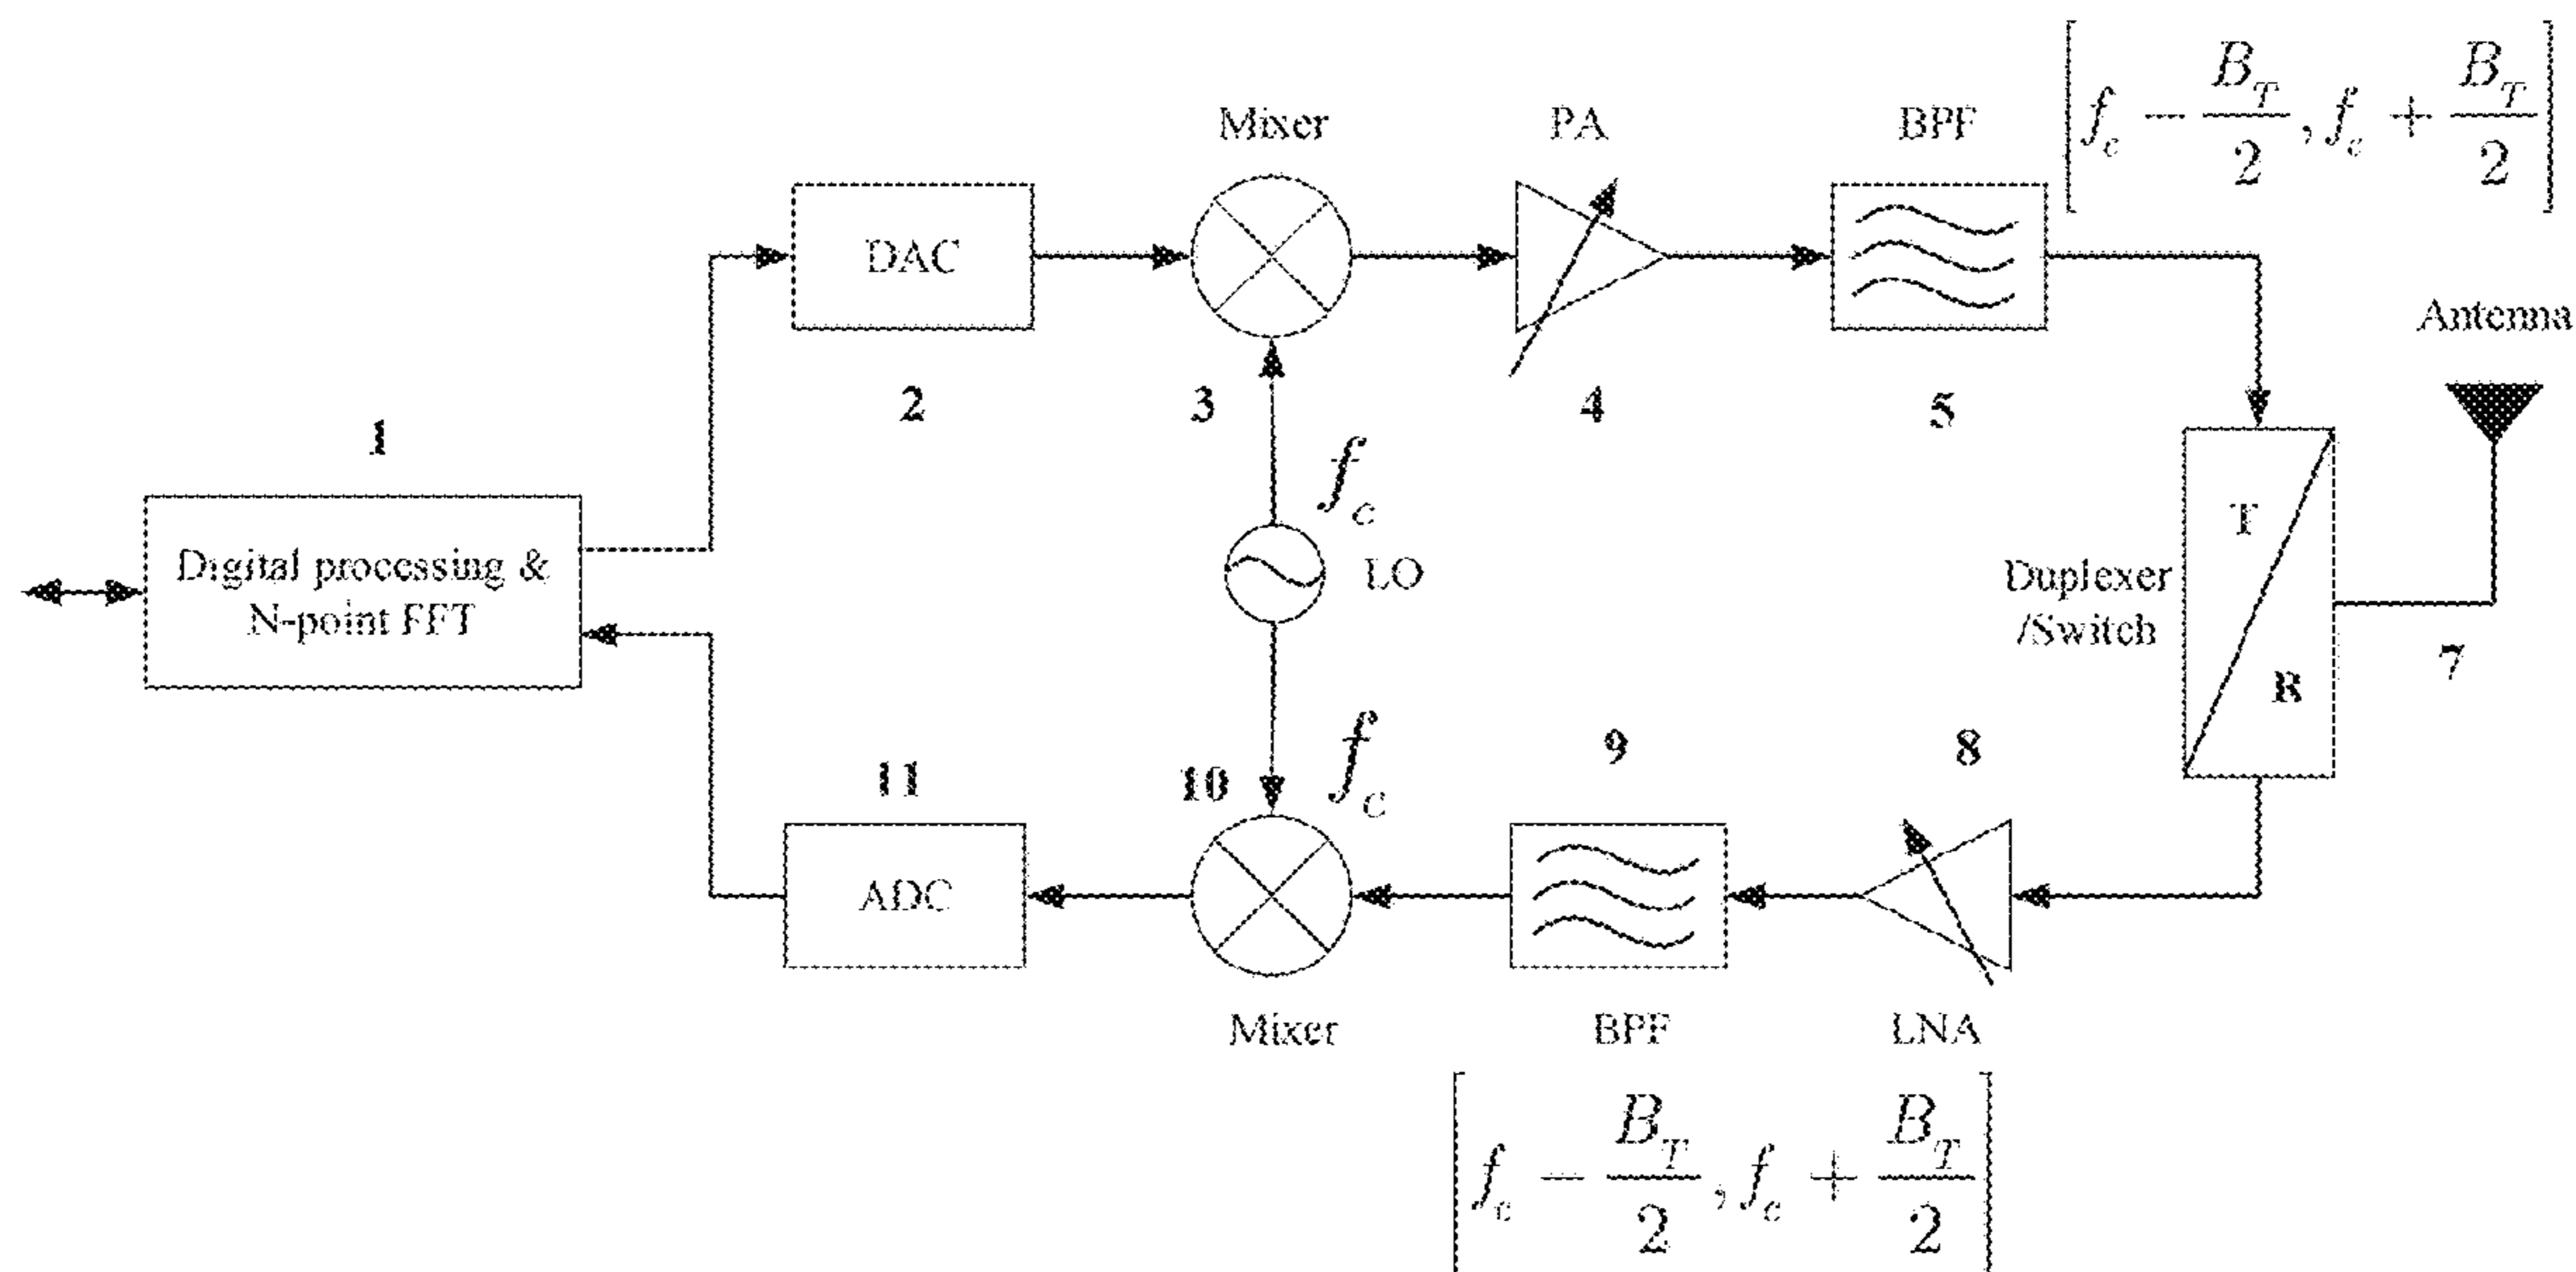 Mixer
PA
BPF
[f_c − B_T/2, f_c + B_T/2]
DAC
Antenna
2
3
4
5
1
f_c
T
Digital processing &
N-point FFT
LO
Duplexer
/Switch
7
R
f_c
9
8
11
10
ADC
Mixer
BPF
LNA
[f_c − B_T/2, f_c + B_T/2]